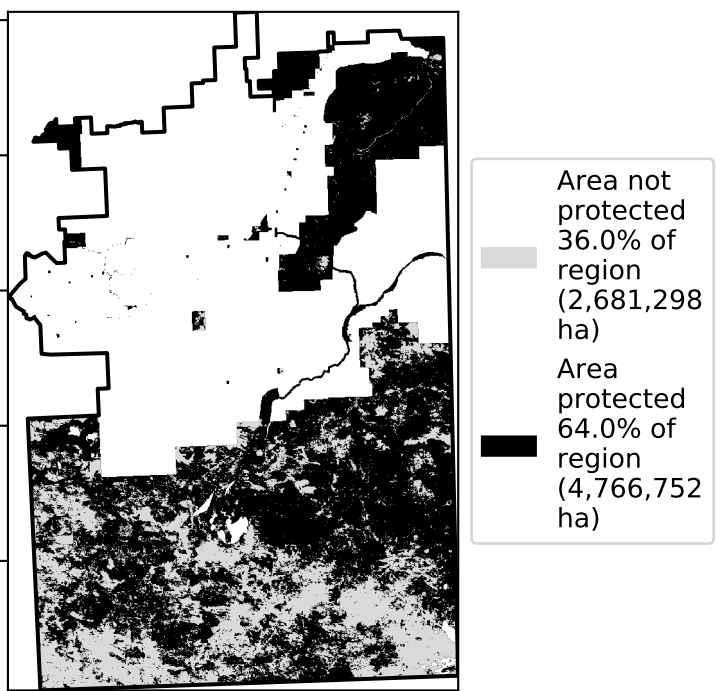 Area not
protected
36.0% of
region
(2,681,298
ha)
Area
protected
64.0% of
region
(4,766,752
ha)